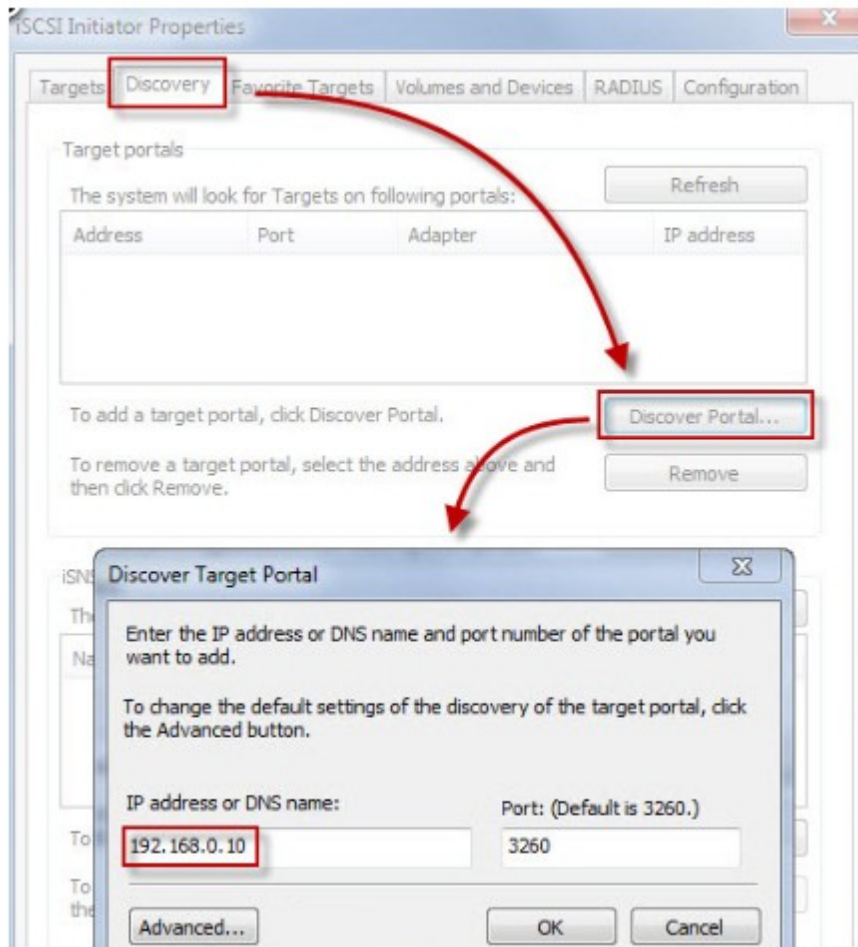 iSCSI Initiator Properties
Targets Discovery Favorite Targets Volumes and Devices RADIUS Configuration
Target portals
The system will look for Targets on following portals:
Refresh
Address Port Adapter IP address
To add a target portal, click Discover Portal.
Discover Portal...
To remove a target portal, select the address above and
then click Remove.
Remove
Discover Target Portal
Enter the IP address or DNS name and port number of the portal you
want to add.
To change the default settings of the discovery of the target portal, click
the Advanced button.
IP address or DNS name:
Port: (Default is 3260.)
192.168.0.10
3260
To
To
the
Advanced...
OK
Cancel